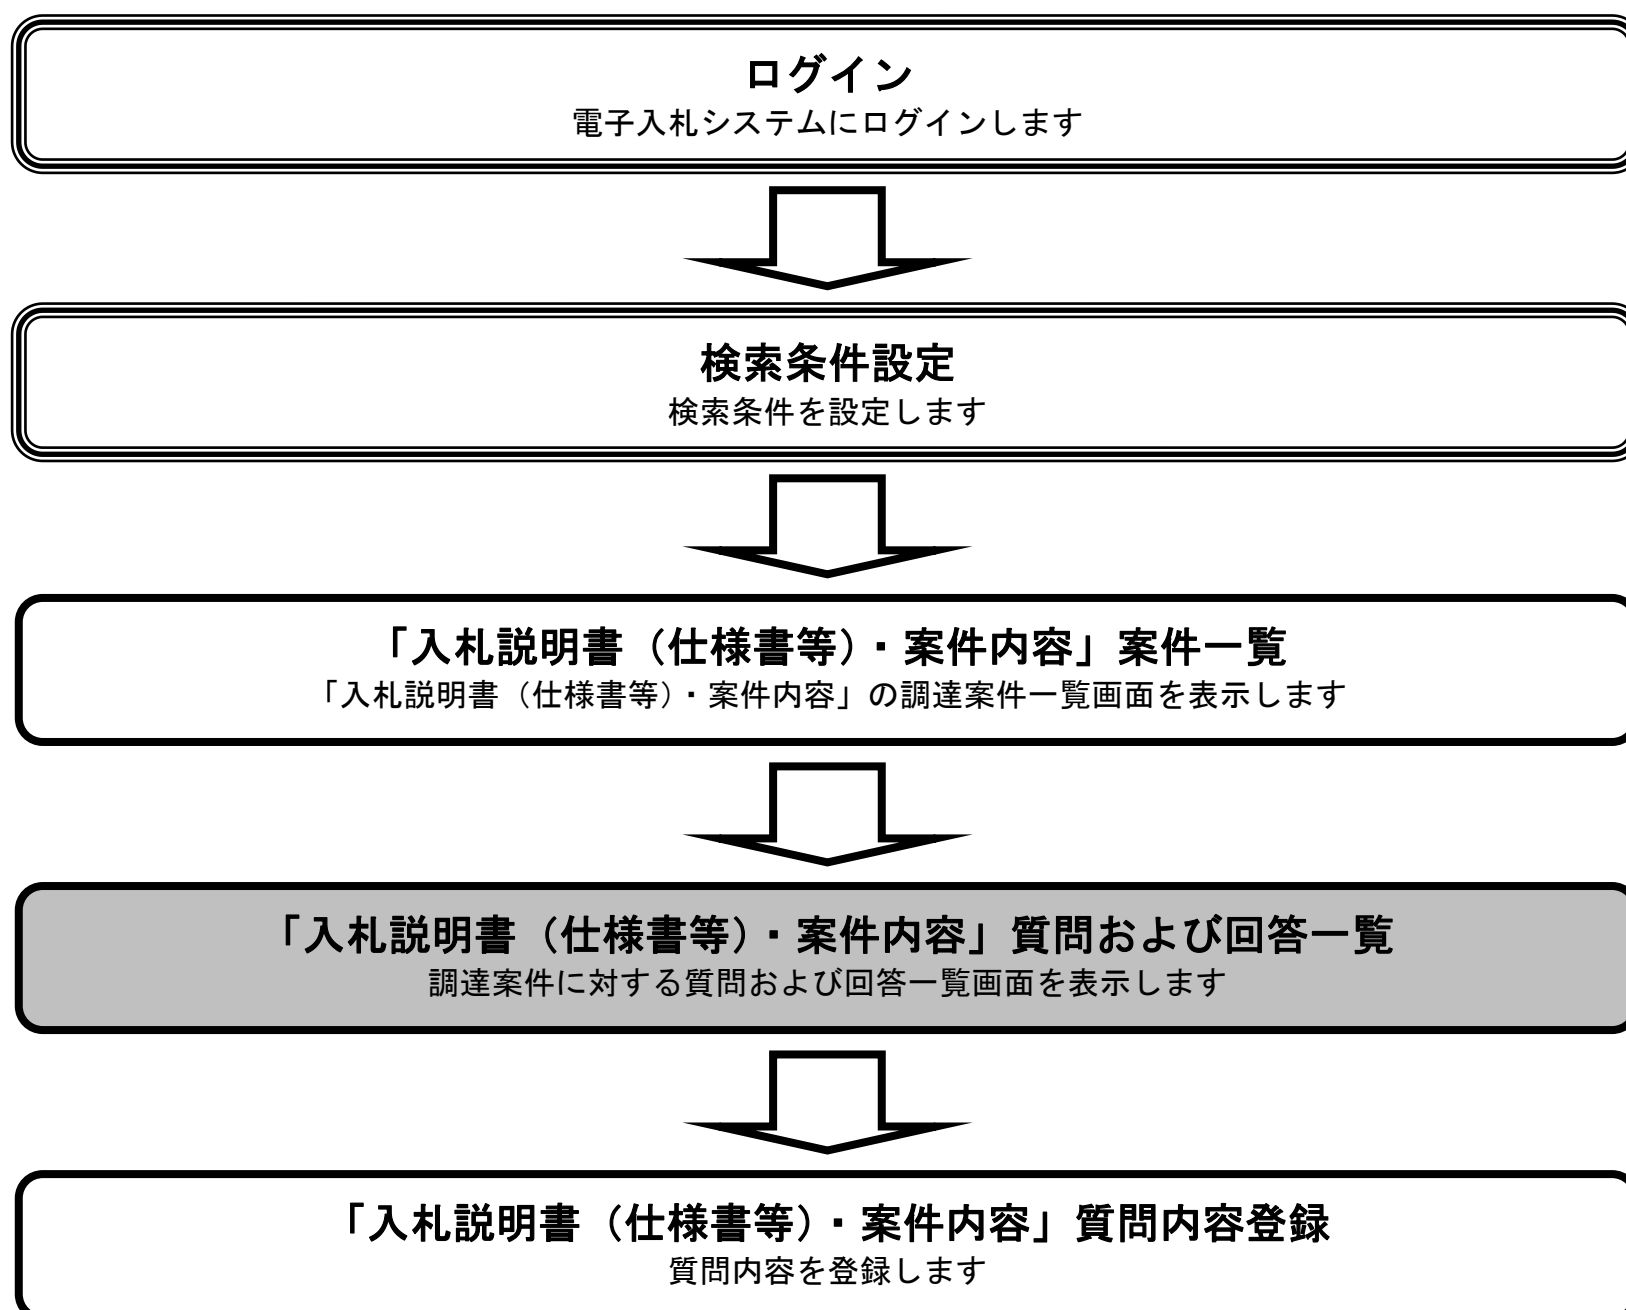 ログイン
電子入札システムにログインします
検索条件設定
検索条件を設定します
「入札説明書（仕様書等）・案件内容」案件一覧
「入札説明書（仕様書等）・案件内容」の調達案件一覧画面を表示します
「入札説明書（仕様書等）・案件内容」質問および回答一覧
調達案件に対する質問および回答一覧画面を表示します
「入札説明書（仕様書等）・案件内容」質問内容登録
質問内容を登録します